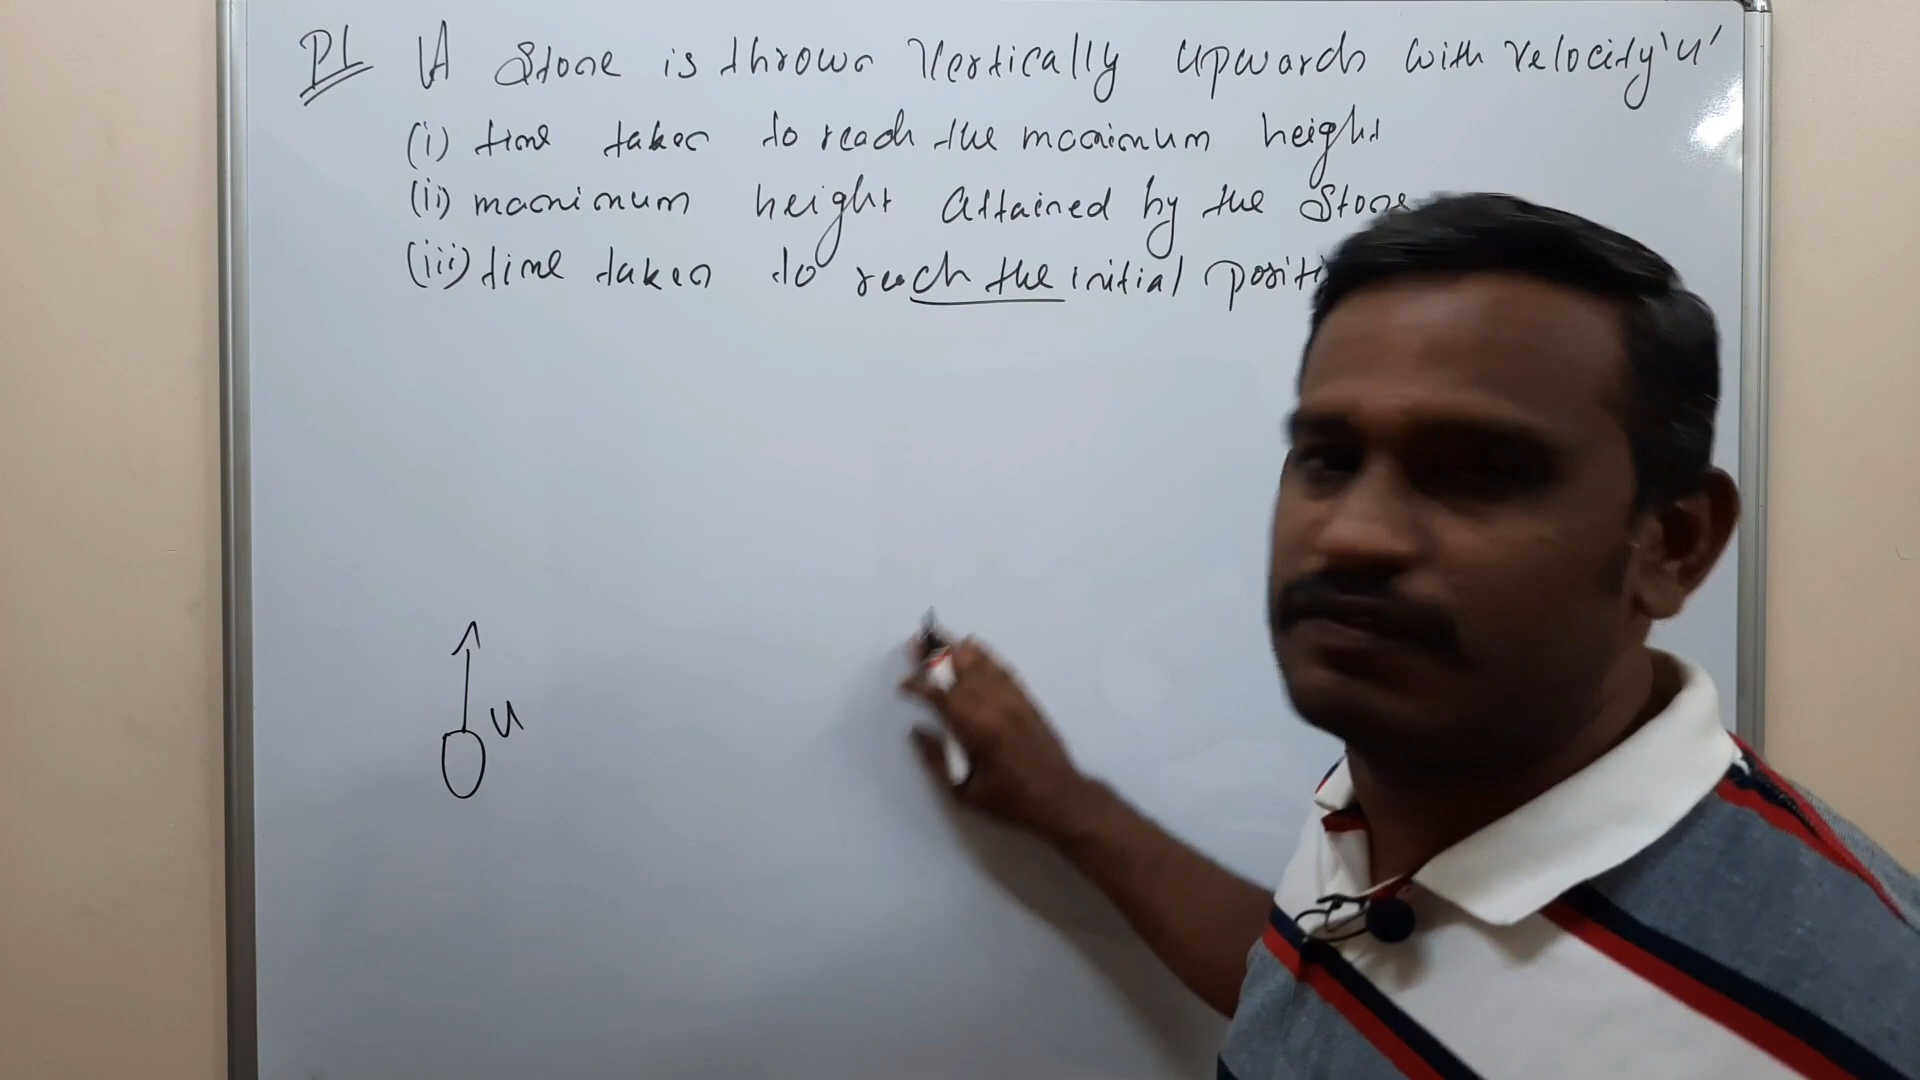 P1 A Stone is thrown Vertically upwards with velocity 'u'
(i) time taken to reach the maximum height
(ii) maximum height attained by the Stone
(iii) time taken to reach the initial
u